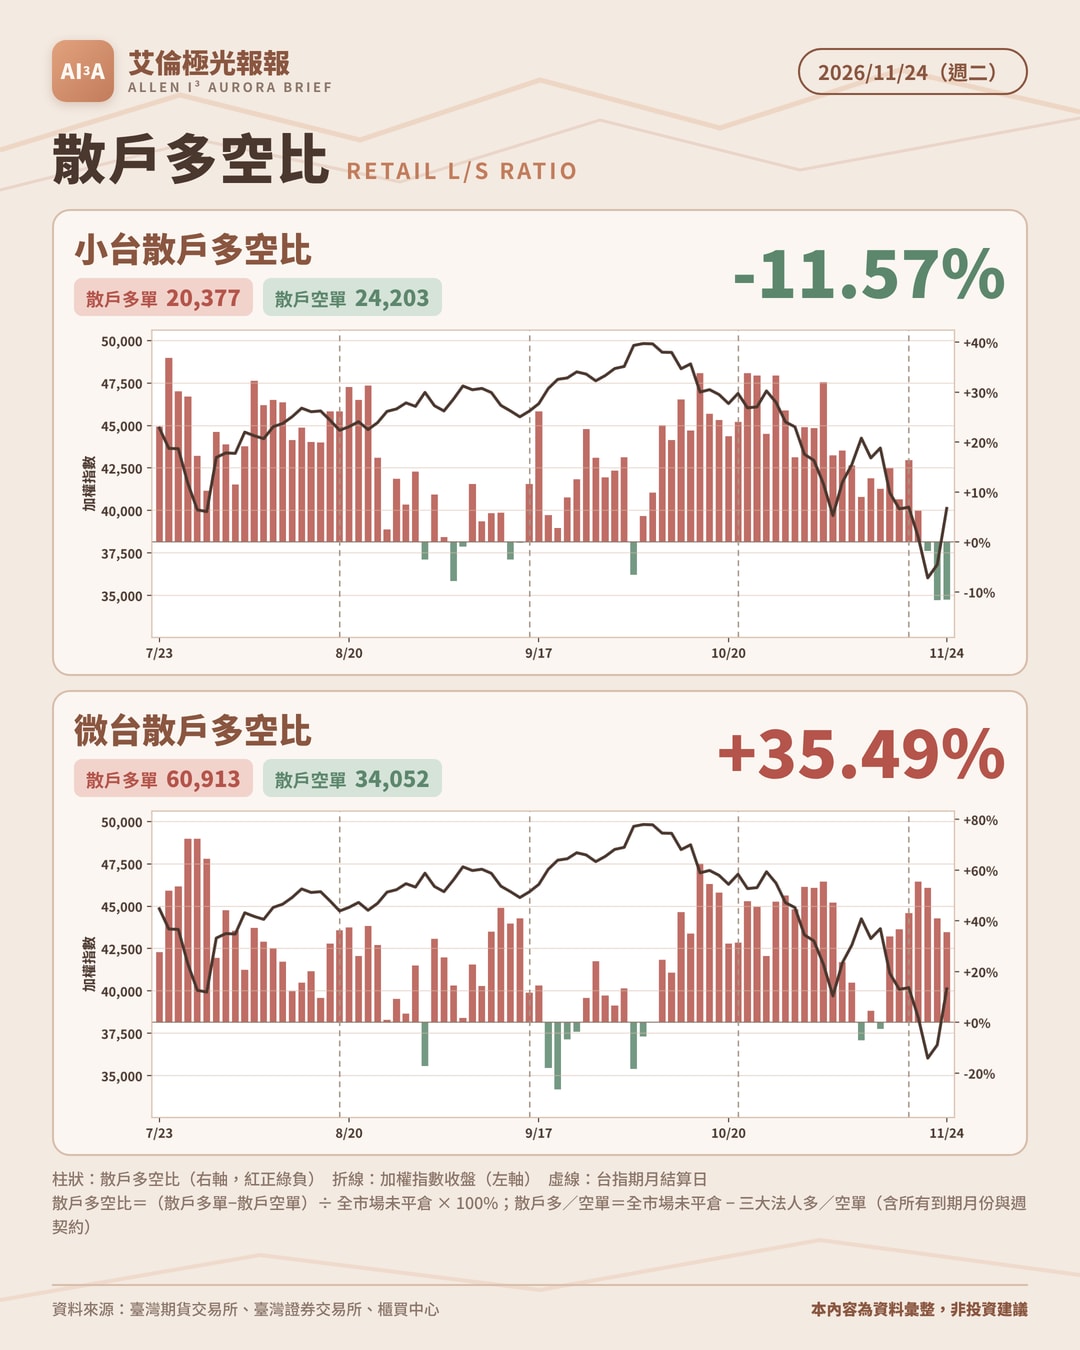 AI³A
艾倫極光報報
ALLEN I³ AURORA BRIEF
2026/11/24（週二）
散戶多空比 RETAIL L/S RATIO
小台散戶多空比
-11.57%
散戶多單 20,377
散戶空單 24,203
50,000
47,500
45,000
42,500
40,000
37,500
35,000
加權指數
+40%
+30%
+20%
+10%
+0%
-10%
7/23
8/20
9/17
10/20
11/24
微台散戶多空比
+35.49%
散戶多單 60,913
散戶空單 34,052
50,000
47,500
45,000
42,500
40,000
37,500
35,000
加權指數
+80%
+60%
+40%
+20%
+0%
-20%
7/23
8/20
9/17
10/20
11/24
柱狀：散戶多空比（右軸，紅正綠負） 折線：加權指數收盤（左軸） 虛線：台指期月結算日
散戶多空比＝（散戶多單−散戶空單）÷ 全市場未平倉 × 100%；散戶多／空單＝全市場未平倉 − 三大法人多／空單（含所有到期月份與週
契約）
資料來源：臺灣期貨交易所、臺灣證券交易所、櫃買中心
本內容為資料彙整，非投資建議